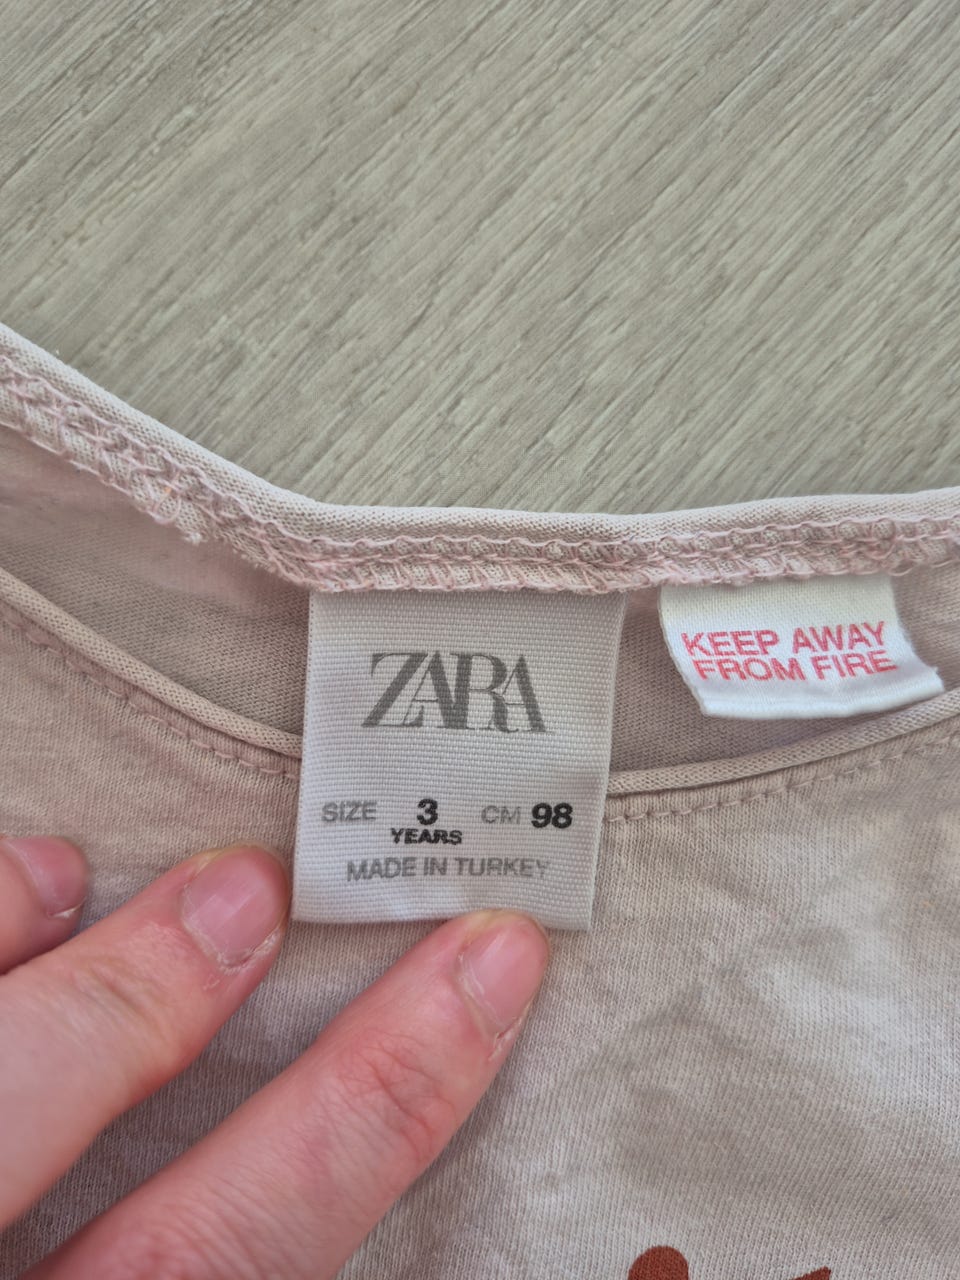 ZARA
SIZE 3 CM 98
YEARS
MADE IN TURKEY
KEEP AWAY
FROM FIRE